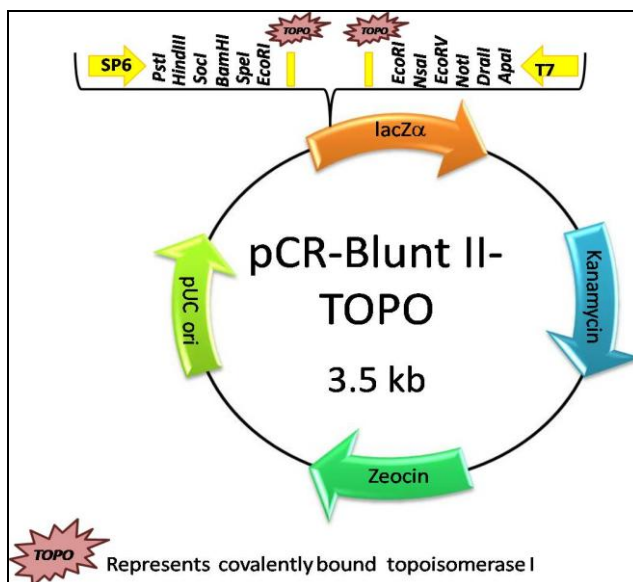 TOPO
TOPO
SP6
PstI
HindIII
SocI
BamHI
SpeI
EcoRI
EcoRI
NsaI
EcoRV
NotI
DraII
ApaI
T7
lacZα
Kanamycin
Zeocin
pUC ori
pCR-Blunt II-
TOPO
3.5 kb
TOPO
Represents covalently bound topoisomerase I